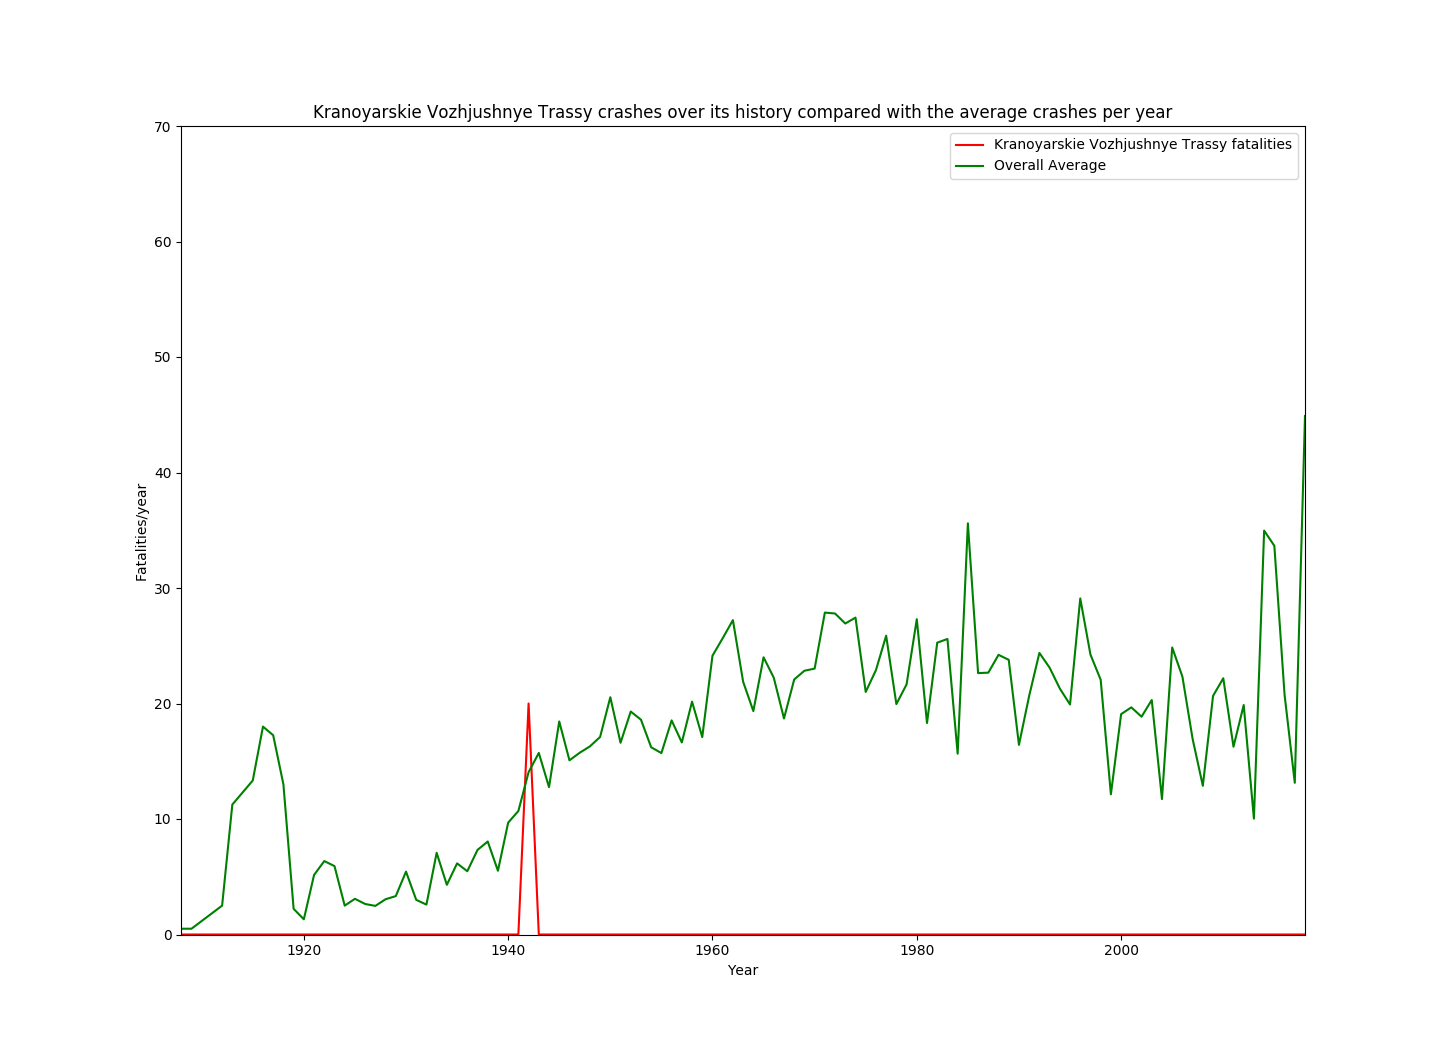 Kranoyarskie Vozhjushnye Trassy crashes over its history compared with the average crashes per year
70
60
50
40
30
20
10
0
Fatalities/year
Kranoyarskie Vozhjushnye Trassy fatalities
Overall Average
1920
1940
1960
1980
2000
Year